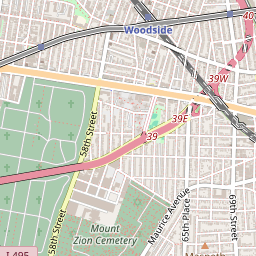 Woodside
40
39W
39E
39
58th Street
58th Street
Maurice Avenue
65th Place
69th Street
Mount
Zion Cemetery
I 495
Maspeth